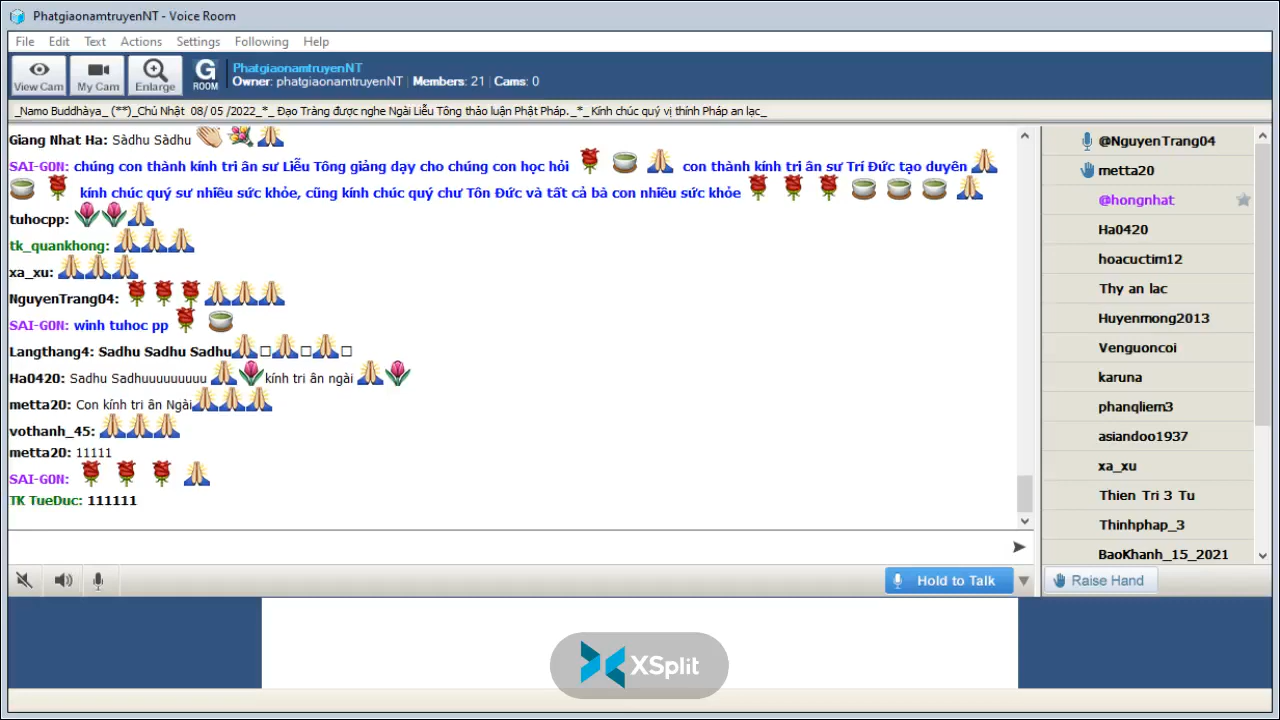 PhatgiaonamtruyenNT - Voice Room
File Edit Text Actions Settings Following Help
View Cam My Cam Enlarge G ROOM
PhatgiaonamtruyenNT
Owner: phatgiaonamtruyenNT Members: 21 Cams: 0
_Namo Buddhàya_ (**)_Chú Nhật 08/ 05 /2022_*_ Đạo Tràng được nghe Ngài Liễu Tông thảo luận Phật Pháp._*_ Kính chúc quý vị thính Pháp an lạc_
Giang Nhat Ha: Sàdhu Sàdhu
SAI-GON: chúng con thành kính tri ân sư Liễu Tông giảng dạy cho chúng con học hỏi con thành kính tri ân sư Trí Đức tạo duyên
kính chúc quý sư nhiều sức khỏe, cũng kính chúc quý chư Tôn Đức và tất cả bà con nhiều sức khỏe
tuhocpp:
tk_quankhong:
xa_xu:
NguyenTrang04:
SAI-GON: winh tuhoc pp
Langthang4: Sadhu Sadhu Sadhu
Ha0420: Sadhu Sadhuuuuuuuuu kính tri ân ngài
metta20: Con kính tri ân Ngài
vothanh_45:
metta20: 11111
SAI-GON:
TK TueDuc: 111111
Hold to Talk
@NguyenTrang04
metta20
@hongnhat
Ha0420
hoacuctim12
Thy an lac
Huyenmong2013
Venguoncoi
karuna
phanqliem3
asiandoo1937
xa_xu
Thien Tri 3 Tu
Thinhphap_3
BaoKhanh_15_2021
Raise Hand
XSplit